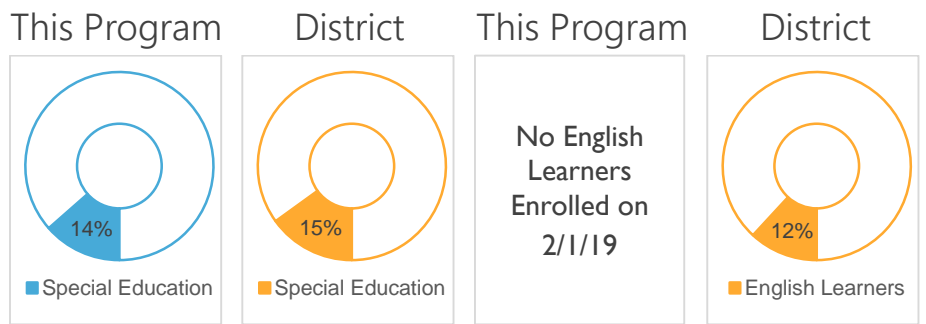 This Program
District
This Program
District
14%
Special Education
15%
Special Education
No English
Learners
Enrolled on
2/1/19
12%
English Learners